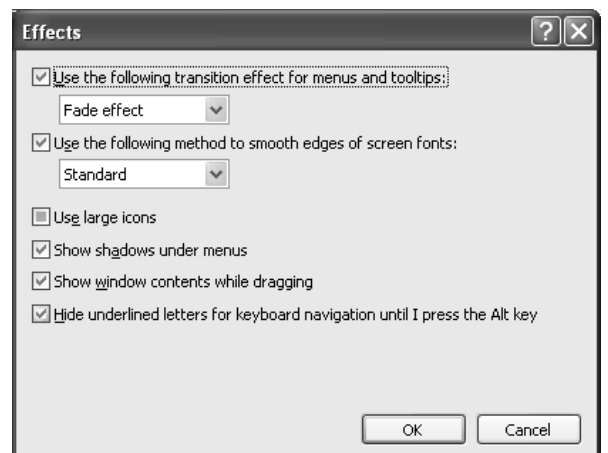 Effects
Use the following transition effect for menus and tooltips:
Fade effect
Use the following method to smooth edges of screen fonts:
Standard
Use large icons
Show shadows under menus
Show window contents while dragging
Hide underlined letters for keyboard navigation until I press the Alt key
OK Cancel